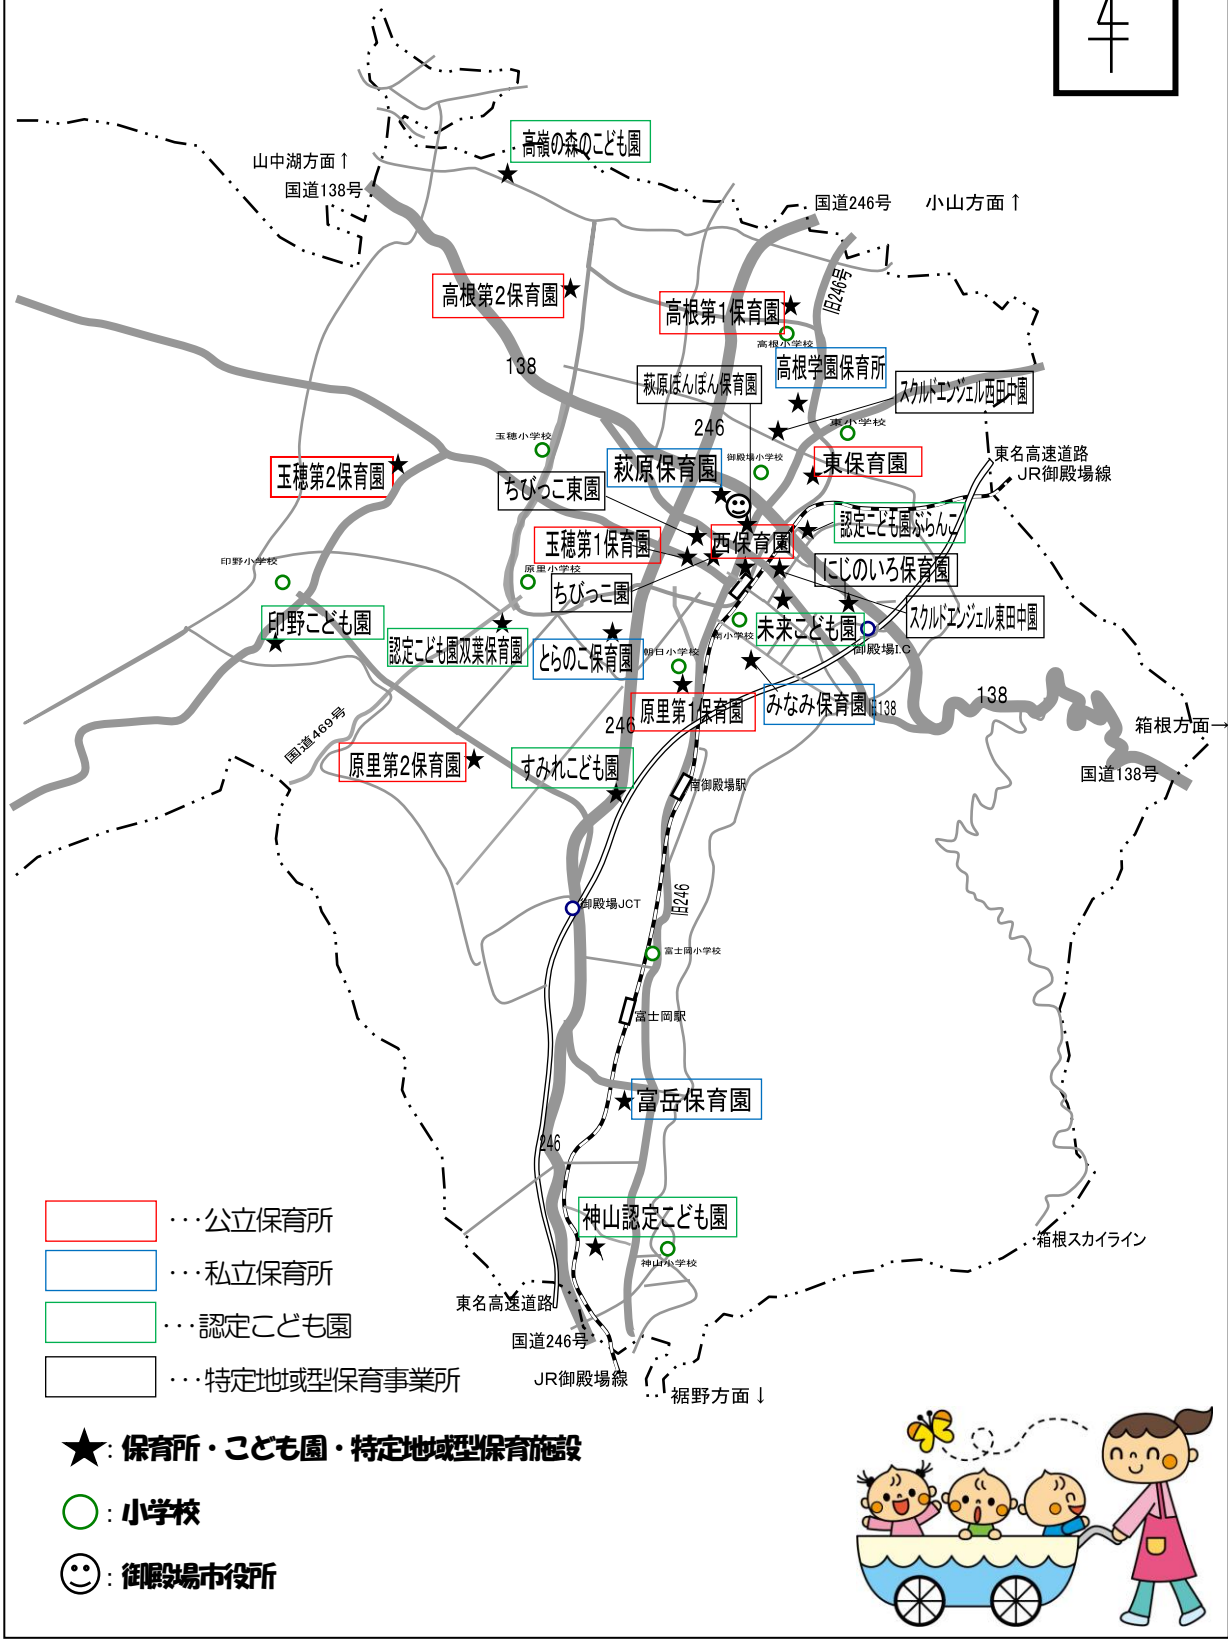 高嶺の森のこども園
山中湖方面↑
国道138号
国道246号
小山方面↑
旧246号
高根第2保育園
高根第1保育園
高根小学校
高根学園保育所
138
萩原ぽんぽん保育園
スクルドエンジェル西田中園
246
東小学校
玉穂小学校
萩原保育園
御殿場小学校
東保育園
東名高速道路
JR御殿場線
玉穂第2保育園
ちびっこ東園
認定こども園ぶらんこ
玉穂第1保育園
西保育園
印野小学校
原里小学校
ちびっこ園
にじのいろ保育園
スクルドエンジェル東田中園
印野こども園
認定こども園双葉保育園
とらのこ保育園
朝日小学校
南小学校
未来こども園
御殿場I.C
原里第1保育園
みなみ保育園
旧138
138
箱根方面→
国道469号
246
原里第2保育園
すみれこども園
南御殿場駅
国道138号
旧246
御殿場JCT
富士岡小学校
富士岡駅
富岳保育園
246
神山認定こども園
神山小学校
箱根スカイライン
東名高速道路
国道246号
JR御殿場線
裾野方面↓
・・・公立保育所
・・・私立保育所
・・・認定こども園
・・・特定地域型保育事業所
★：保育所・こども園・特定地域型保育施設
：小学校
：御殿場市役所